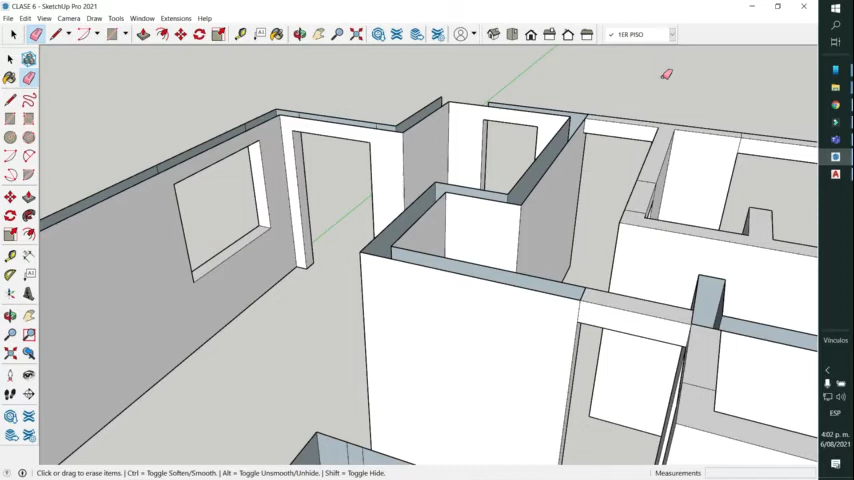 CLASE 6 - SketchUp Pro 2021
File Edit View Camera Draw Tools Window Extensions Help
1ER PISO
Vínculos
ESP
4:02 p. m.
6/08/2021
Click or drag to erase items. | Ctrl = Toggle Soften/Smooth. | Alt = Toggle Unsmooth/Unhide. | Shift = Toggle Hide.
Measurements